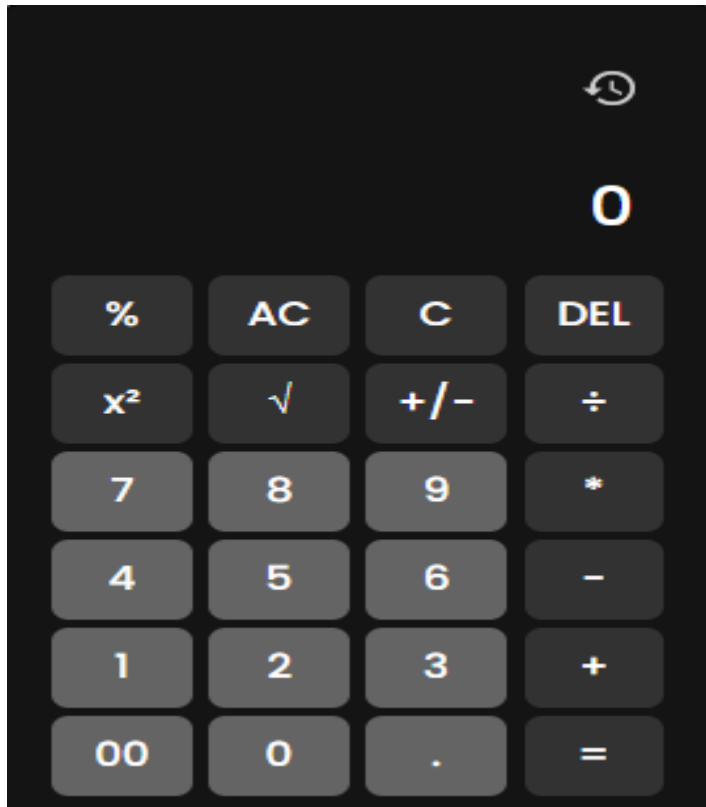 0
% AC C DEL
x² √ +/- ÷
7 8 9 *
4 5 6 -
1 2 3 +
00 0 . =